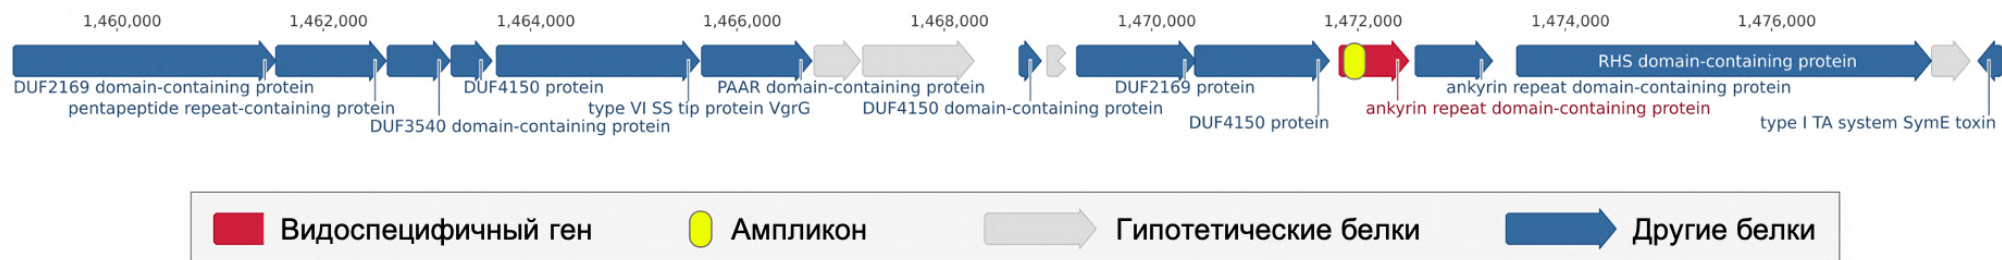 1,460,000 1,462,000 1,464,000 1,466,000 1,468,000 1,470,000 1,472,000 1,474,000 1,476,000
RHS domain-containing protein
DUF2169 domain-containing protein DUF4150 protein PAAR domain-containing protein DUF2169 protein ankyrin repeat domain-containing protein
pentapeptide repeat-containing protein type VI SS tip protein VgrG DUF4150 domain-containing protein ankyrin repeat domain-containing protein
DUF3540 domain-containing protein DUF4150 protein type I TA system SymE toxin
Видоспецифичный ген Ампликон Гипотетические белки Другие белки